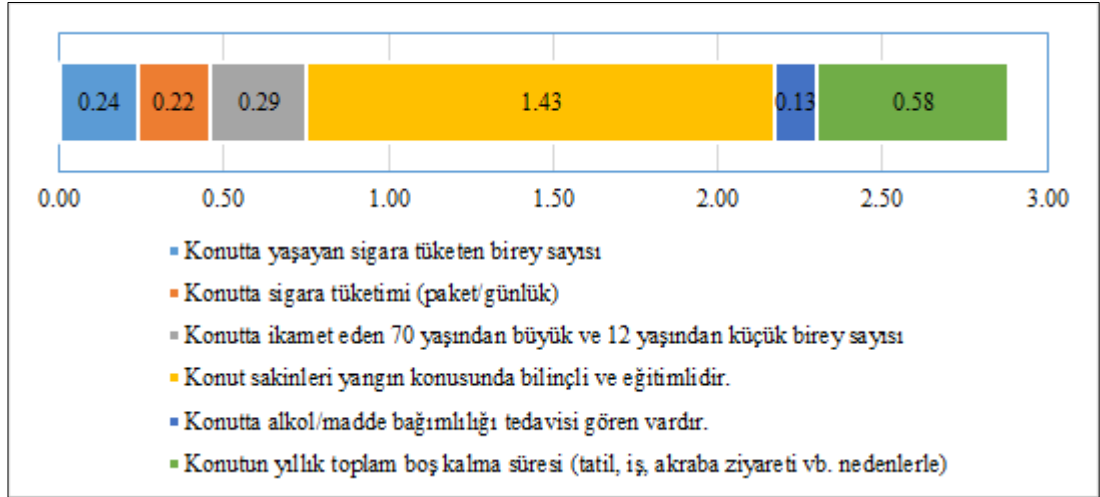 0.24 0.22 0.29 1.43 0.13 0.58
0.00 0.50 1.00 1.50 2.00 2.50 3.00
Konutta yaşayan sigara tüketen birey sayısı
Konutta sigara tüketimi (paket/günlük)
Konutta ikamet eden 70 yaşından büyük ve 12 yaşından küçük birey sayısı
Konut sakinleri yangın konusunda bilinçli ve eğitimlidir.
Konutta alkol/madde bağımlılığı tedavisi gören vardır.
Konutun yıllık toplam boş kalma süresi (tatil, iş, akraba ziyareti vb. nedenlerle)